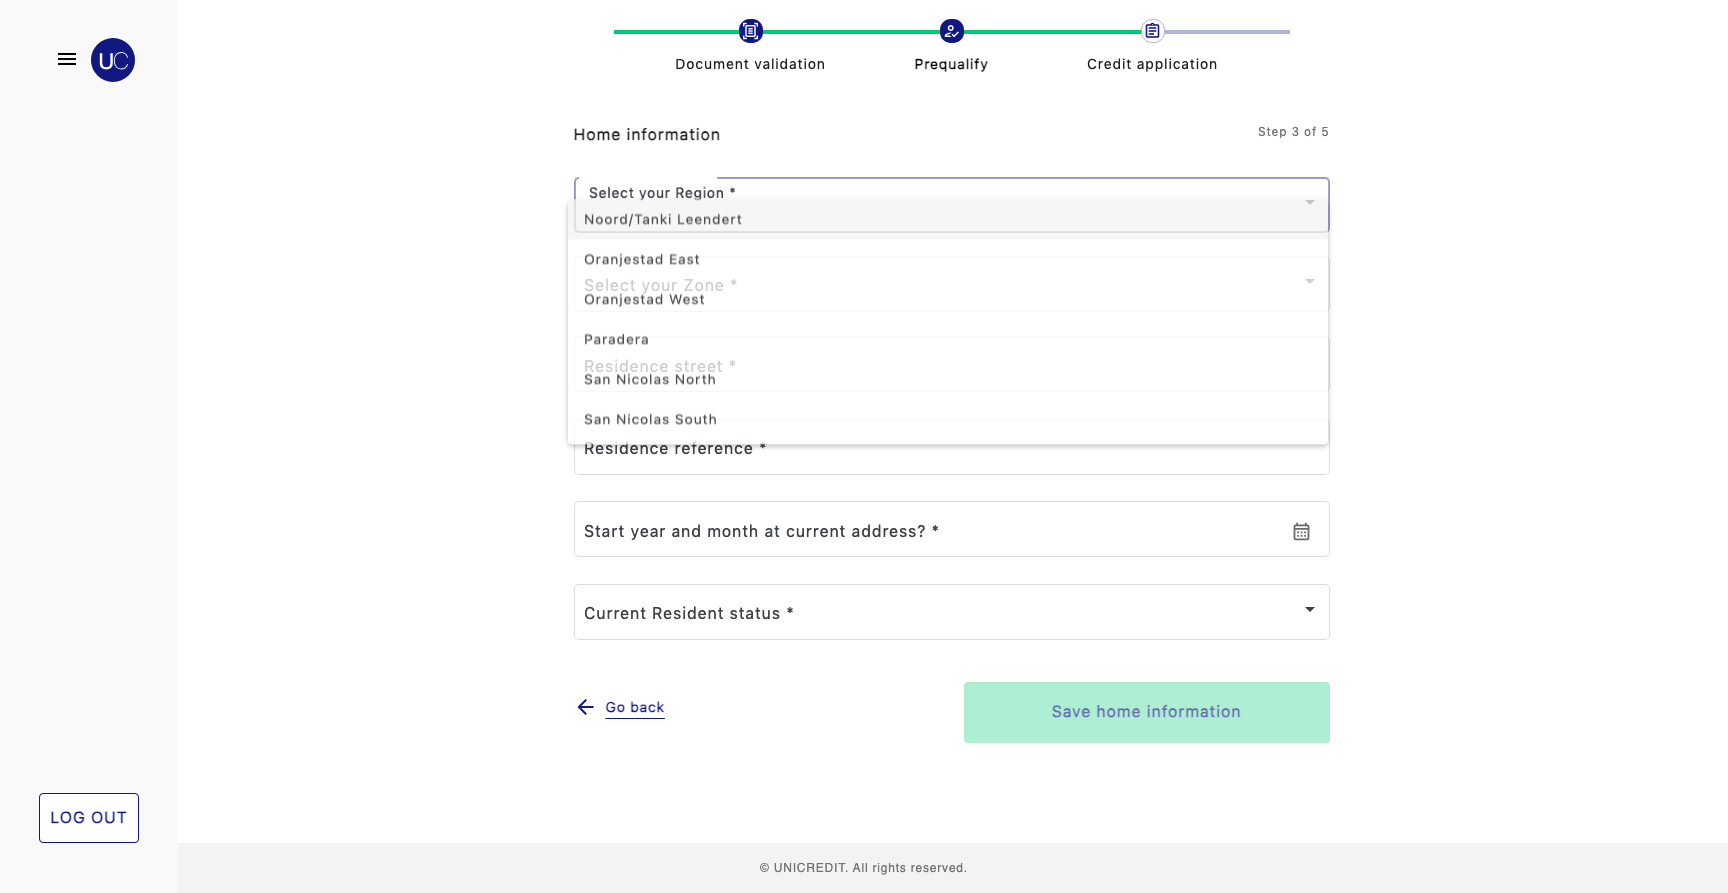 UC
Document validation
Prequalify
Credit application
Home information
Step 3 of 5
Select your Region *
Noord/Tanki Leendert
Oranjestad East
Select your Zone *
Oranjestad West
Paradera
Residence street *
San Nicolas North
San Nicolas South
Residence reference *
Start year and month at current address? *
Current Resident status *
Go back
Save home information
LOG OUT
© UNICREDIT. All rights reserved.